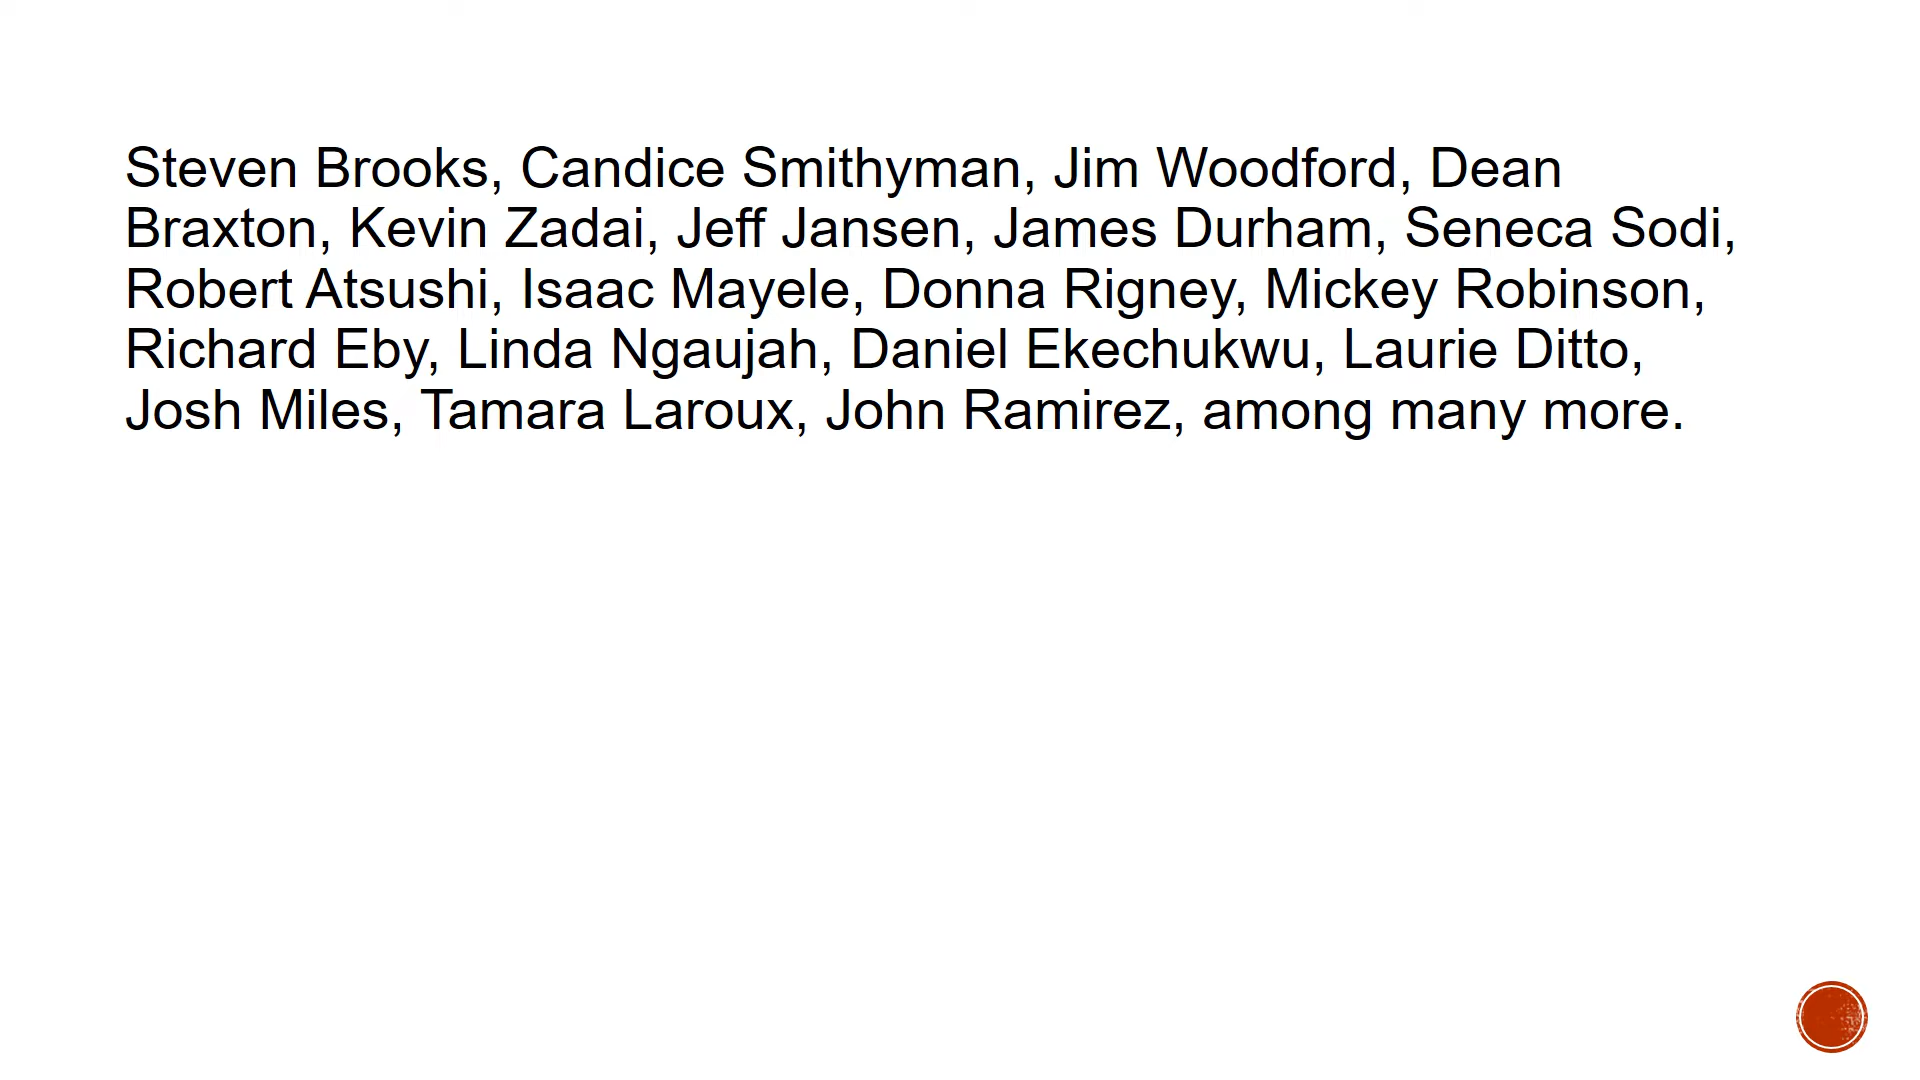 Steven Brooks, Candice Smithyman, Jim Woodford, Dean
Braxton, Kevin Zadai, Jeff Jansen, James Durham, Seneca Sodi,
Robert Atsushi, Isaac Mayele, Donna Rigney, Mickey Robinson,
Richard Eby, Linda Ngaujah, Daniel Ekechukwu, Laurie Ditto,
Josh Miles, Tamara Laroux, John Ramirez, among many more.